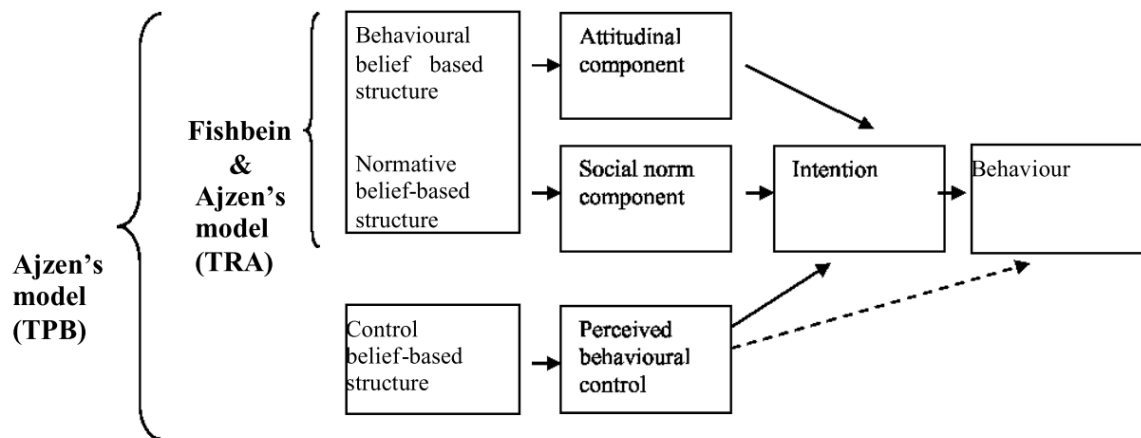 Behavioural
belief based
structure
Attitudinal
component
Fishbein
&
Ajzen’s
model
(TRA)
Normative
belief-based
structure
Social norm
component
Intention
Behaviour
Ajzen’s
model
(TPB)
Control
belief-based
structure
Perceived
behavioural
control